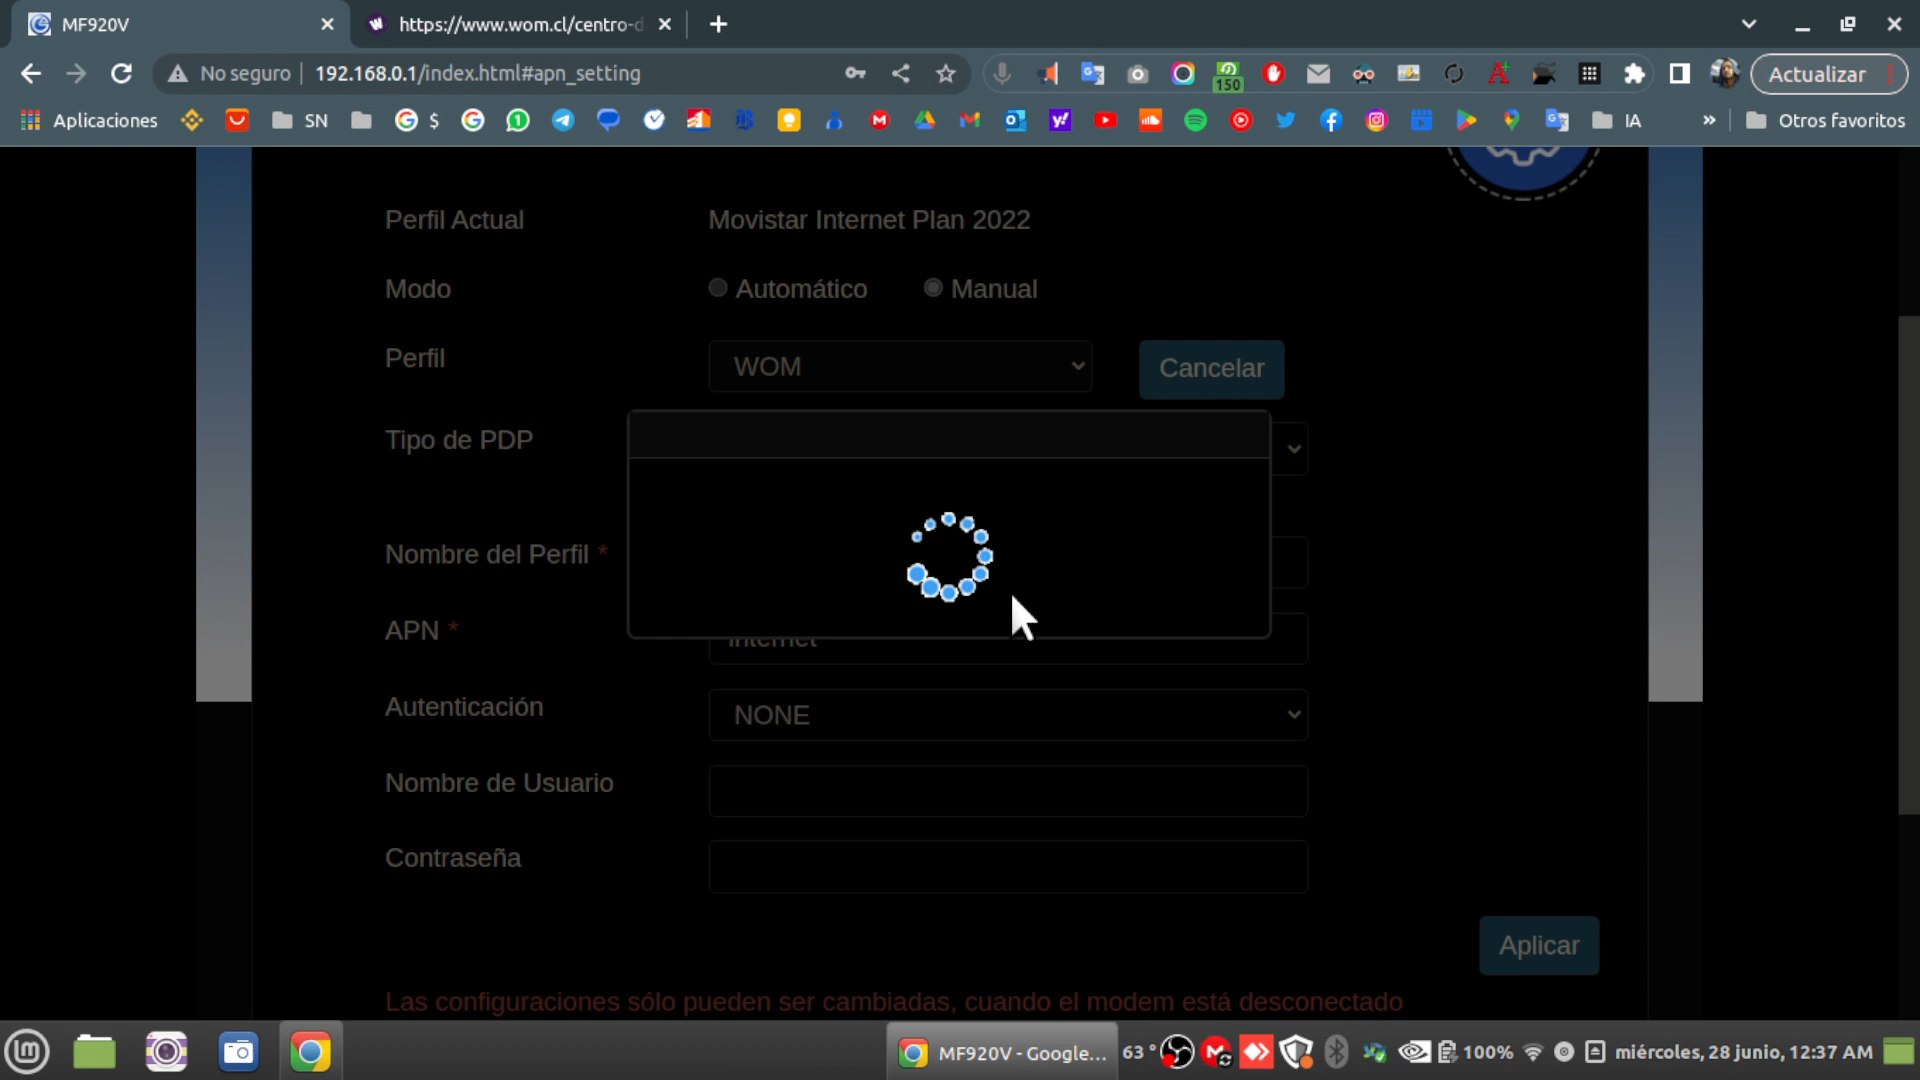 MF920V
https://www.wom.cl/centro-d
No seguro
192.168.0.1/index.html#apn_setting
150
Actualizar
Aplicaciones
SN
$
1
IA
»
Otros favoritos
Perfil Actual
Movistar Internet Plan 2022
Modo
Automático
Manual
Perfil
WOM
Cancelar
Tipo de PDP
Nombre del Perfil *
APN *
internet
Autenticación
NONE
Nombre de Usuario
Contraseña
Aplicar
Las configuraciones sólo pueden ser cambiadas, cuando el modem está desconectado
MF920V - Google...
63 °
100%
miércoles, 28 junio, 12:37 AM